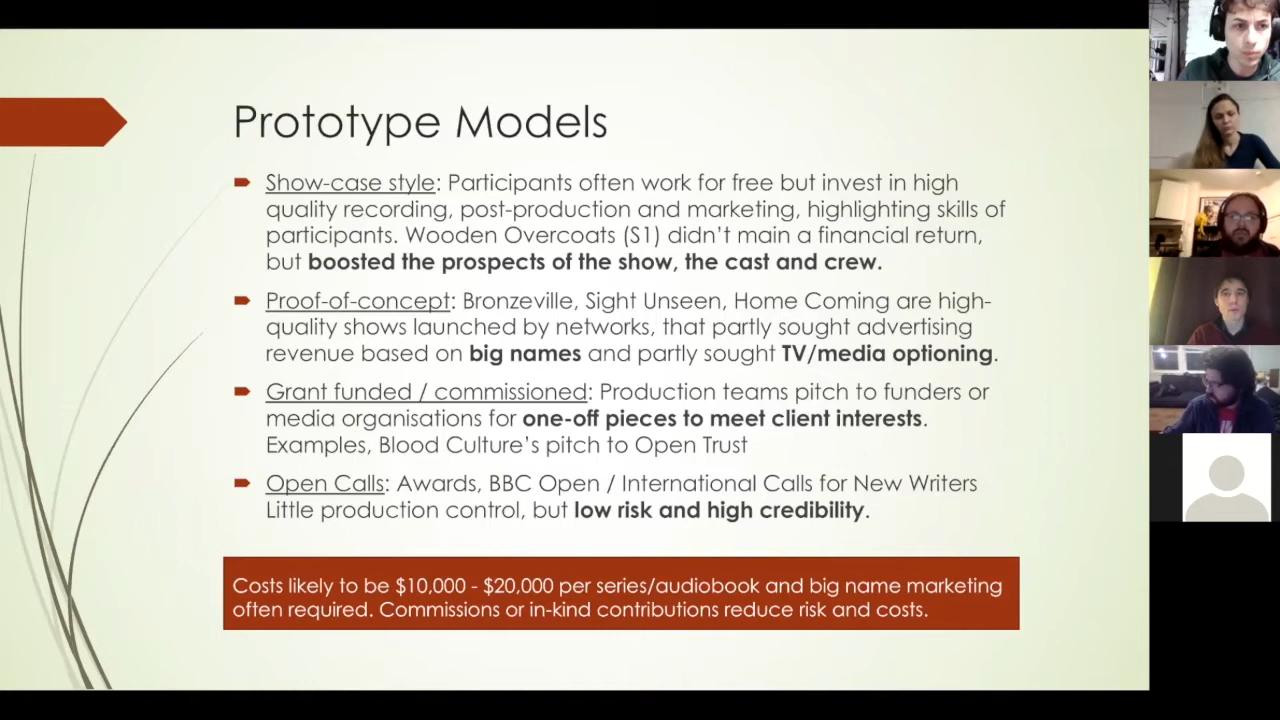 Prototype Models
Show-case style: Participants often work for free but invest in high
quality recording, post-production and marketing, highlighting skills of
participants. Wooden Overcoats (S1) didn't main a financial return,
but boosted the prospects of the show, the cast and crew.
Proof-of-concept: Bronzeville, Sight Unseen, Home Coming are high-
quality shows launched by networks, that partly sought advertising
revenue based on big names and partly sought TV/media optioning.
Grant funded / commissioned: Production teams pitch to funders or
media organisations for one-off pieces to meet client interests.
Examples, Blood Culture's pitch to Open Trust
Open Calls: Awards, BBC Open / International Calls for New Writers
Little production control, but low risk and high credibility.
Costs likely to be $10,000 - $20,000 per series/audiobook and big name marketing
often required. Commissions or in-kind contributions reduce risk and costs.